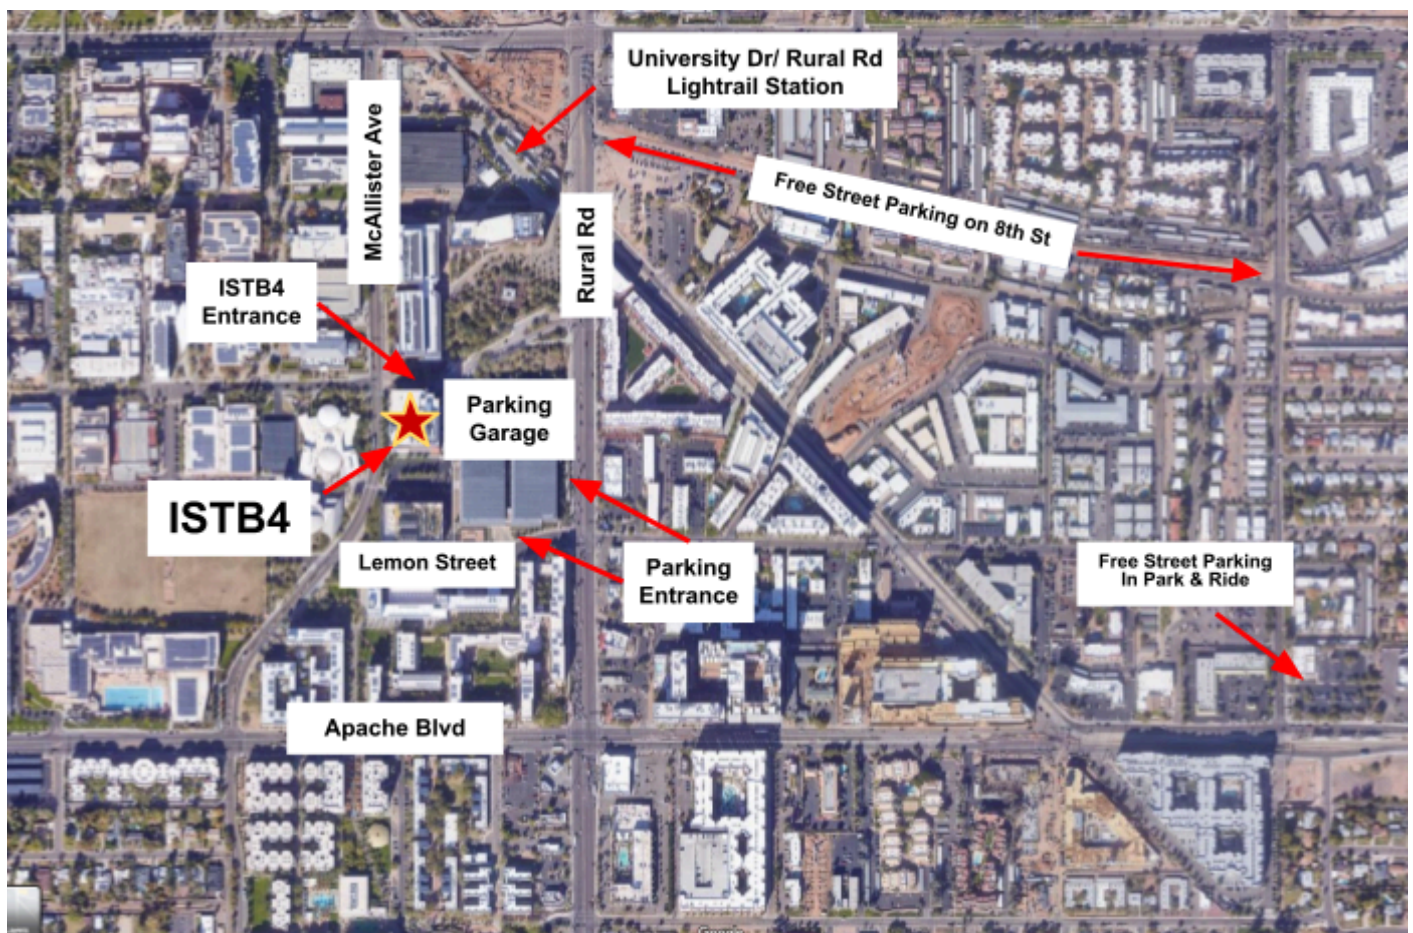 University Dr/ Rural Rd
Lightrail Station
McAllister Ave
Free Street Parking on 8th St
Rural Rd
ISTB4
Entrance
Parking
Garage
ISTB4
Lemon Street
Parking
Entrance
Free Street Parking
In Park & Ride
Apache Blvd